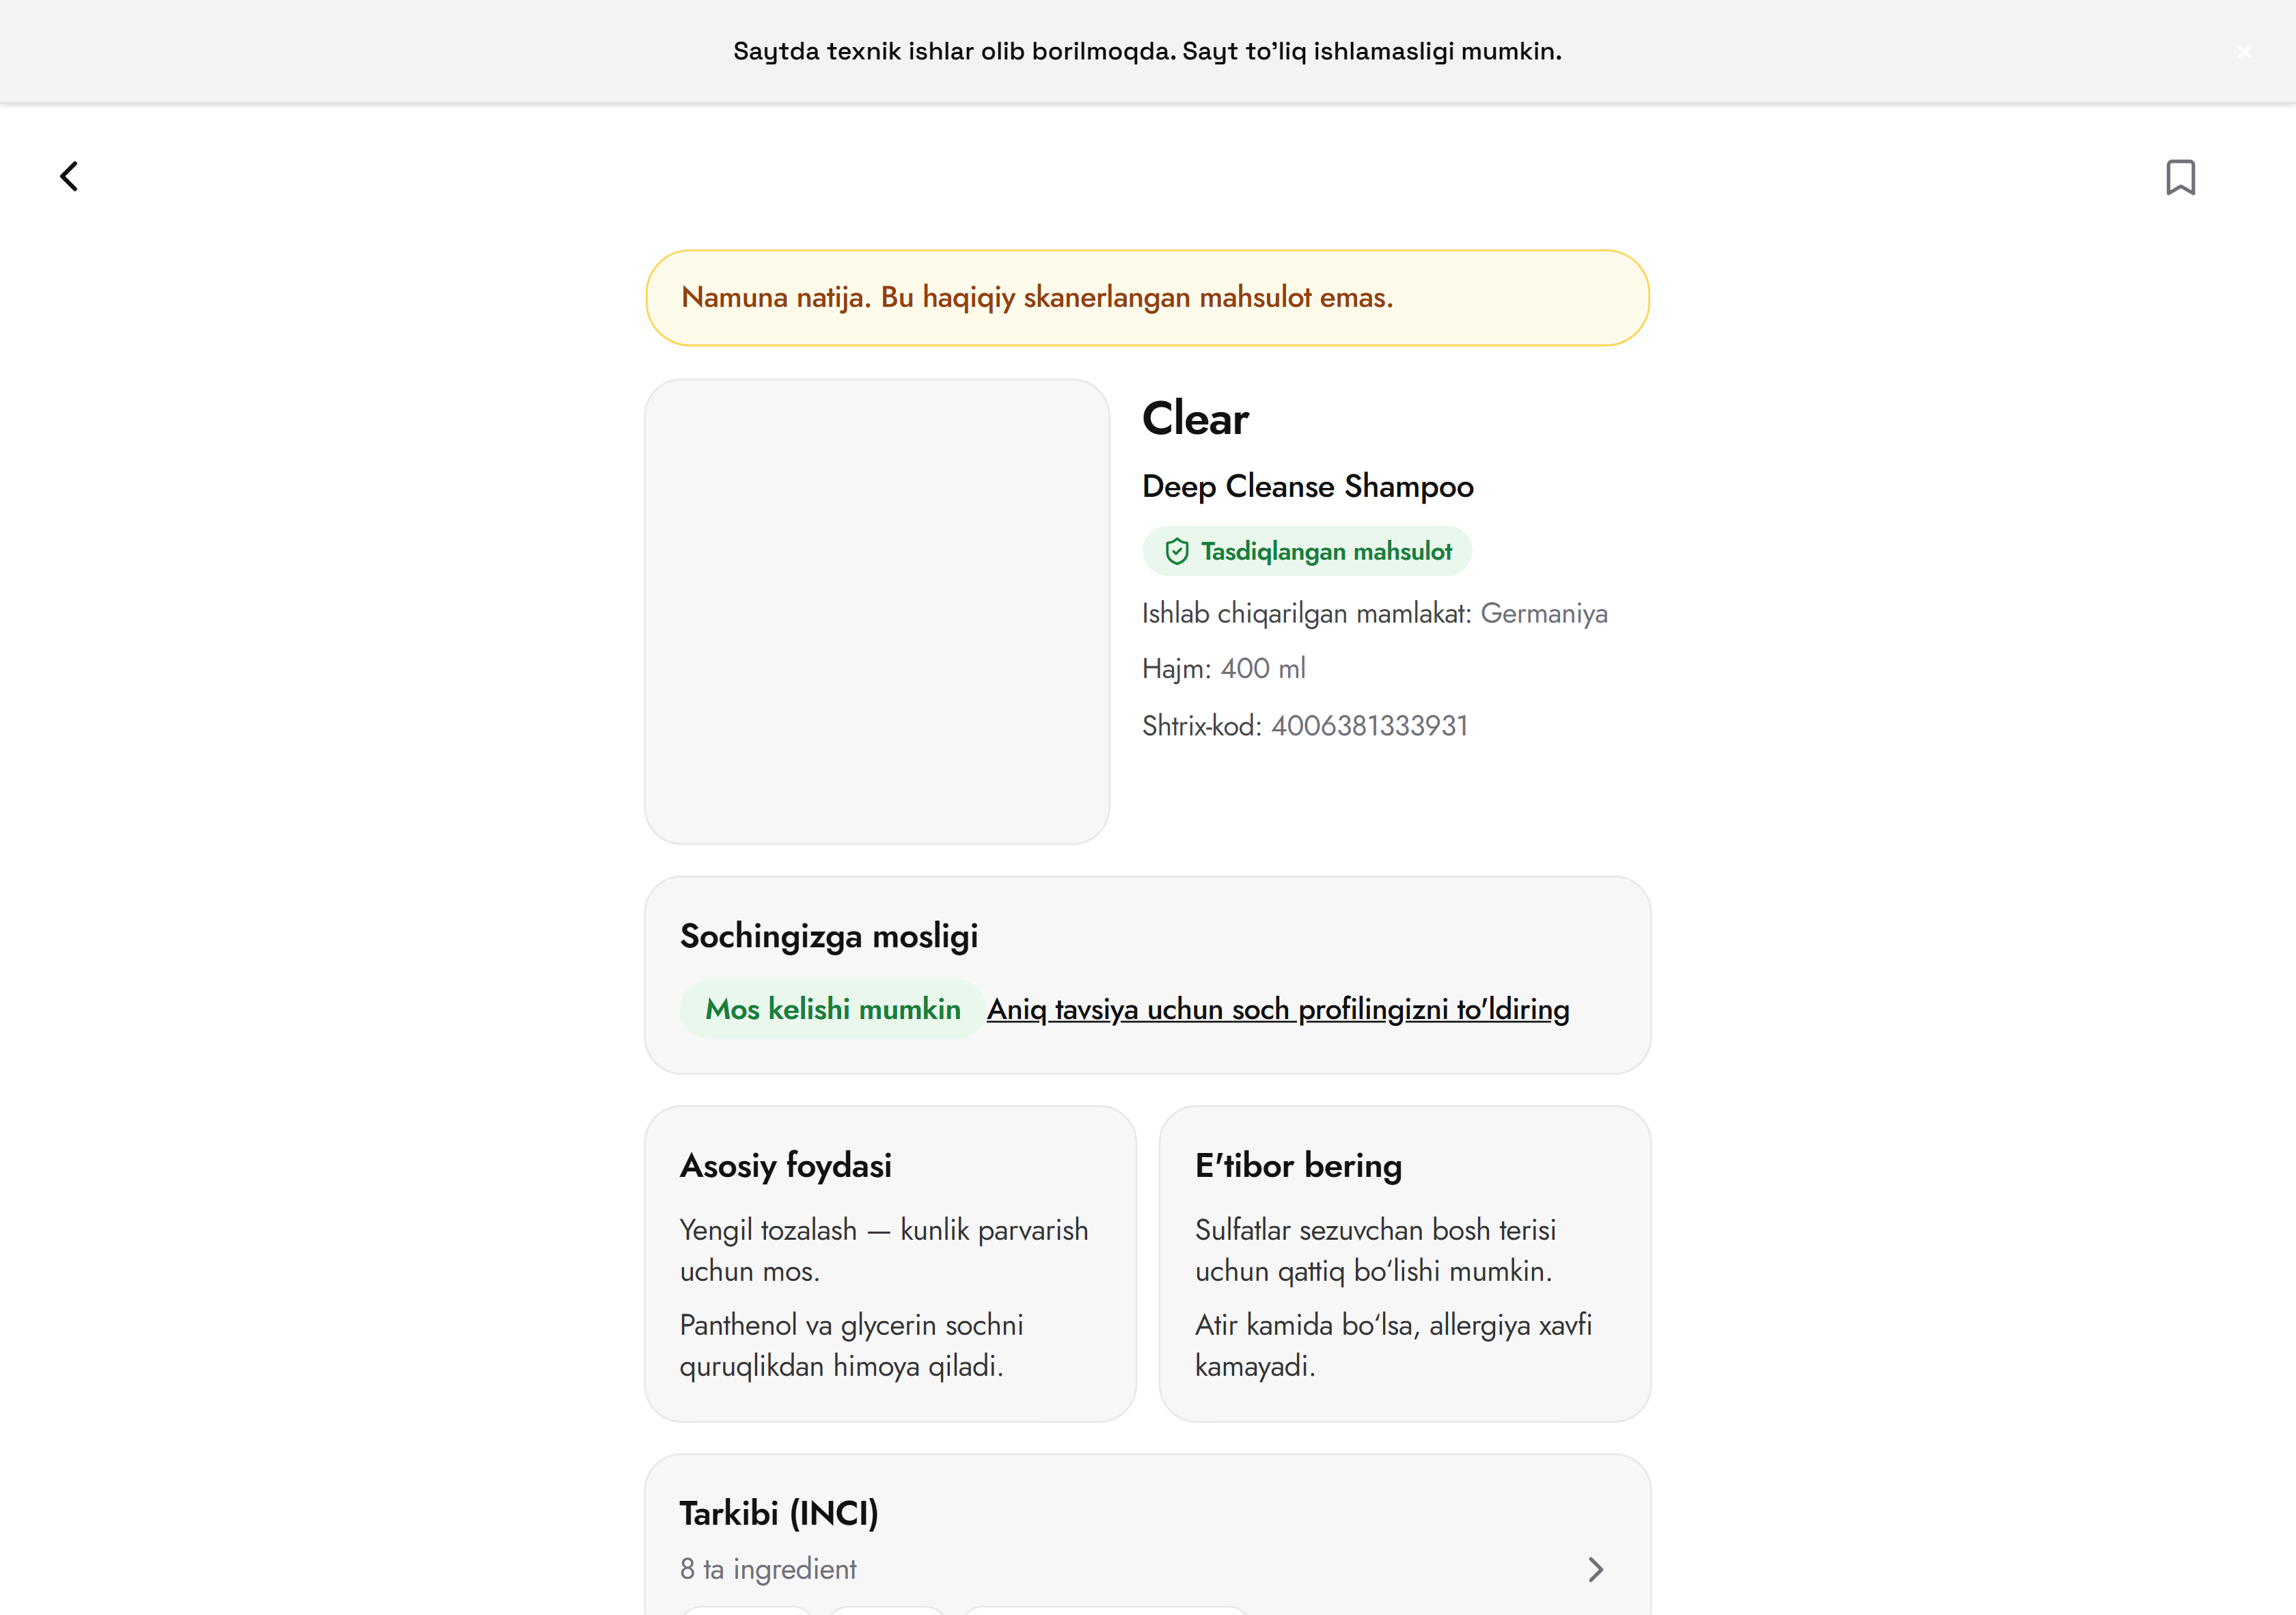 Saytda texnik ishlar olib borilmoqda. Sayt to’liq ishlamasligi mumkin.
Namuna natija. Bu haqiqiy skanerlangan mahsulot emas.
Clear
Deep Cleanse Shampoo
Tasdiqlangan mahsulot
Ishlab chiqarilgan mamlakat: Germaniya
Hajm: 400 ml
Shtrix-kod: 4006381333931
Sochingizga mosligi
Mos kelishi mumkin Aniq tavsiya uchun soch profilingizni to'ldiring
Asosiy foydasi
Yengil tozalash — kunlik parvarish
uchun mos.
Panthenol va glycerin sochni
quruqlikdan himoya qiladi.
E'tibor bering
Sulfatlar sezuvchan bosh terisi
uchun qattiq bo‘lishi mumkin.
Atir kamida bo‘lsa, allergiya xavfi
kamayadi.
Tarkibi (INCI)
8 ta ingredient